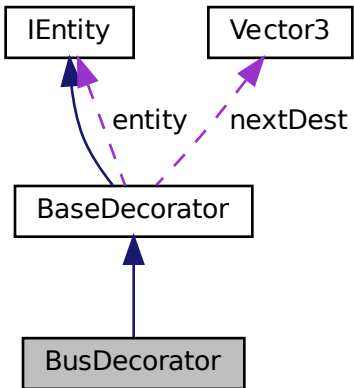 IEntity
Vector3
entity
nextDest
BaseDecorator
BusDecorator